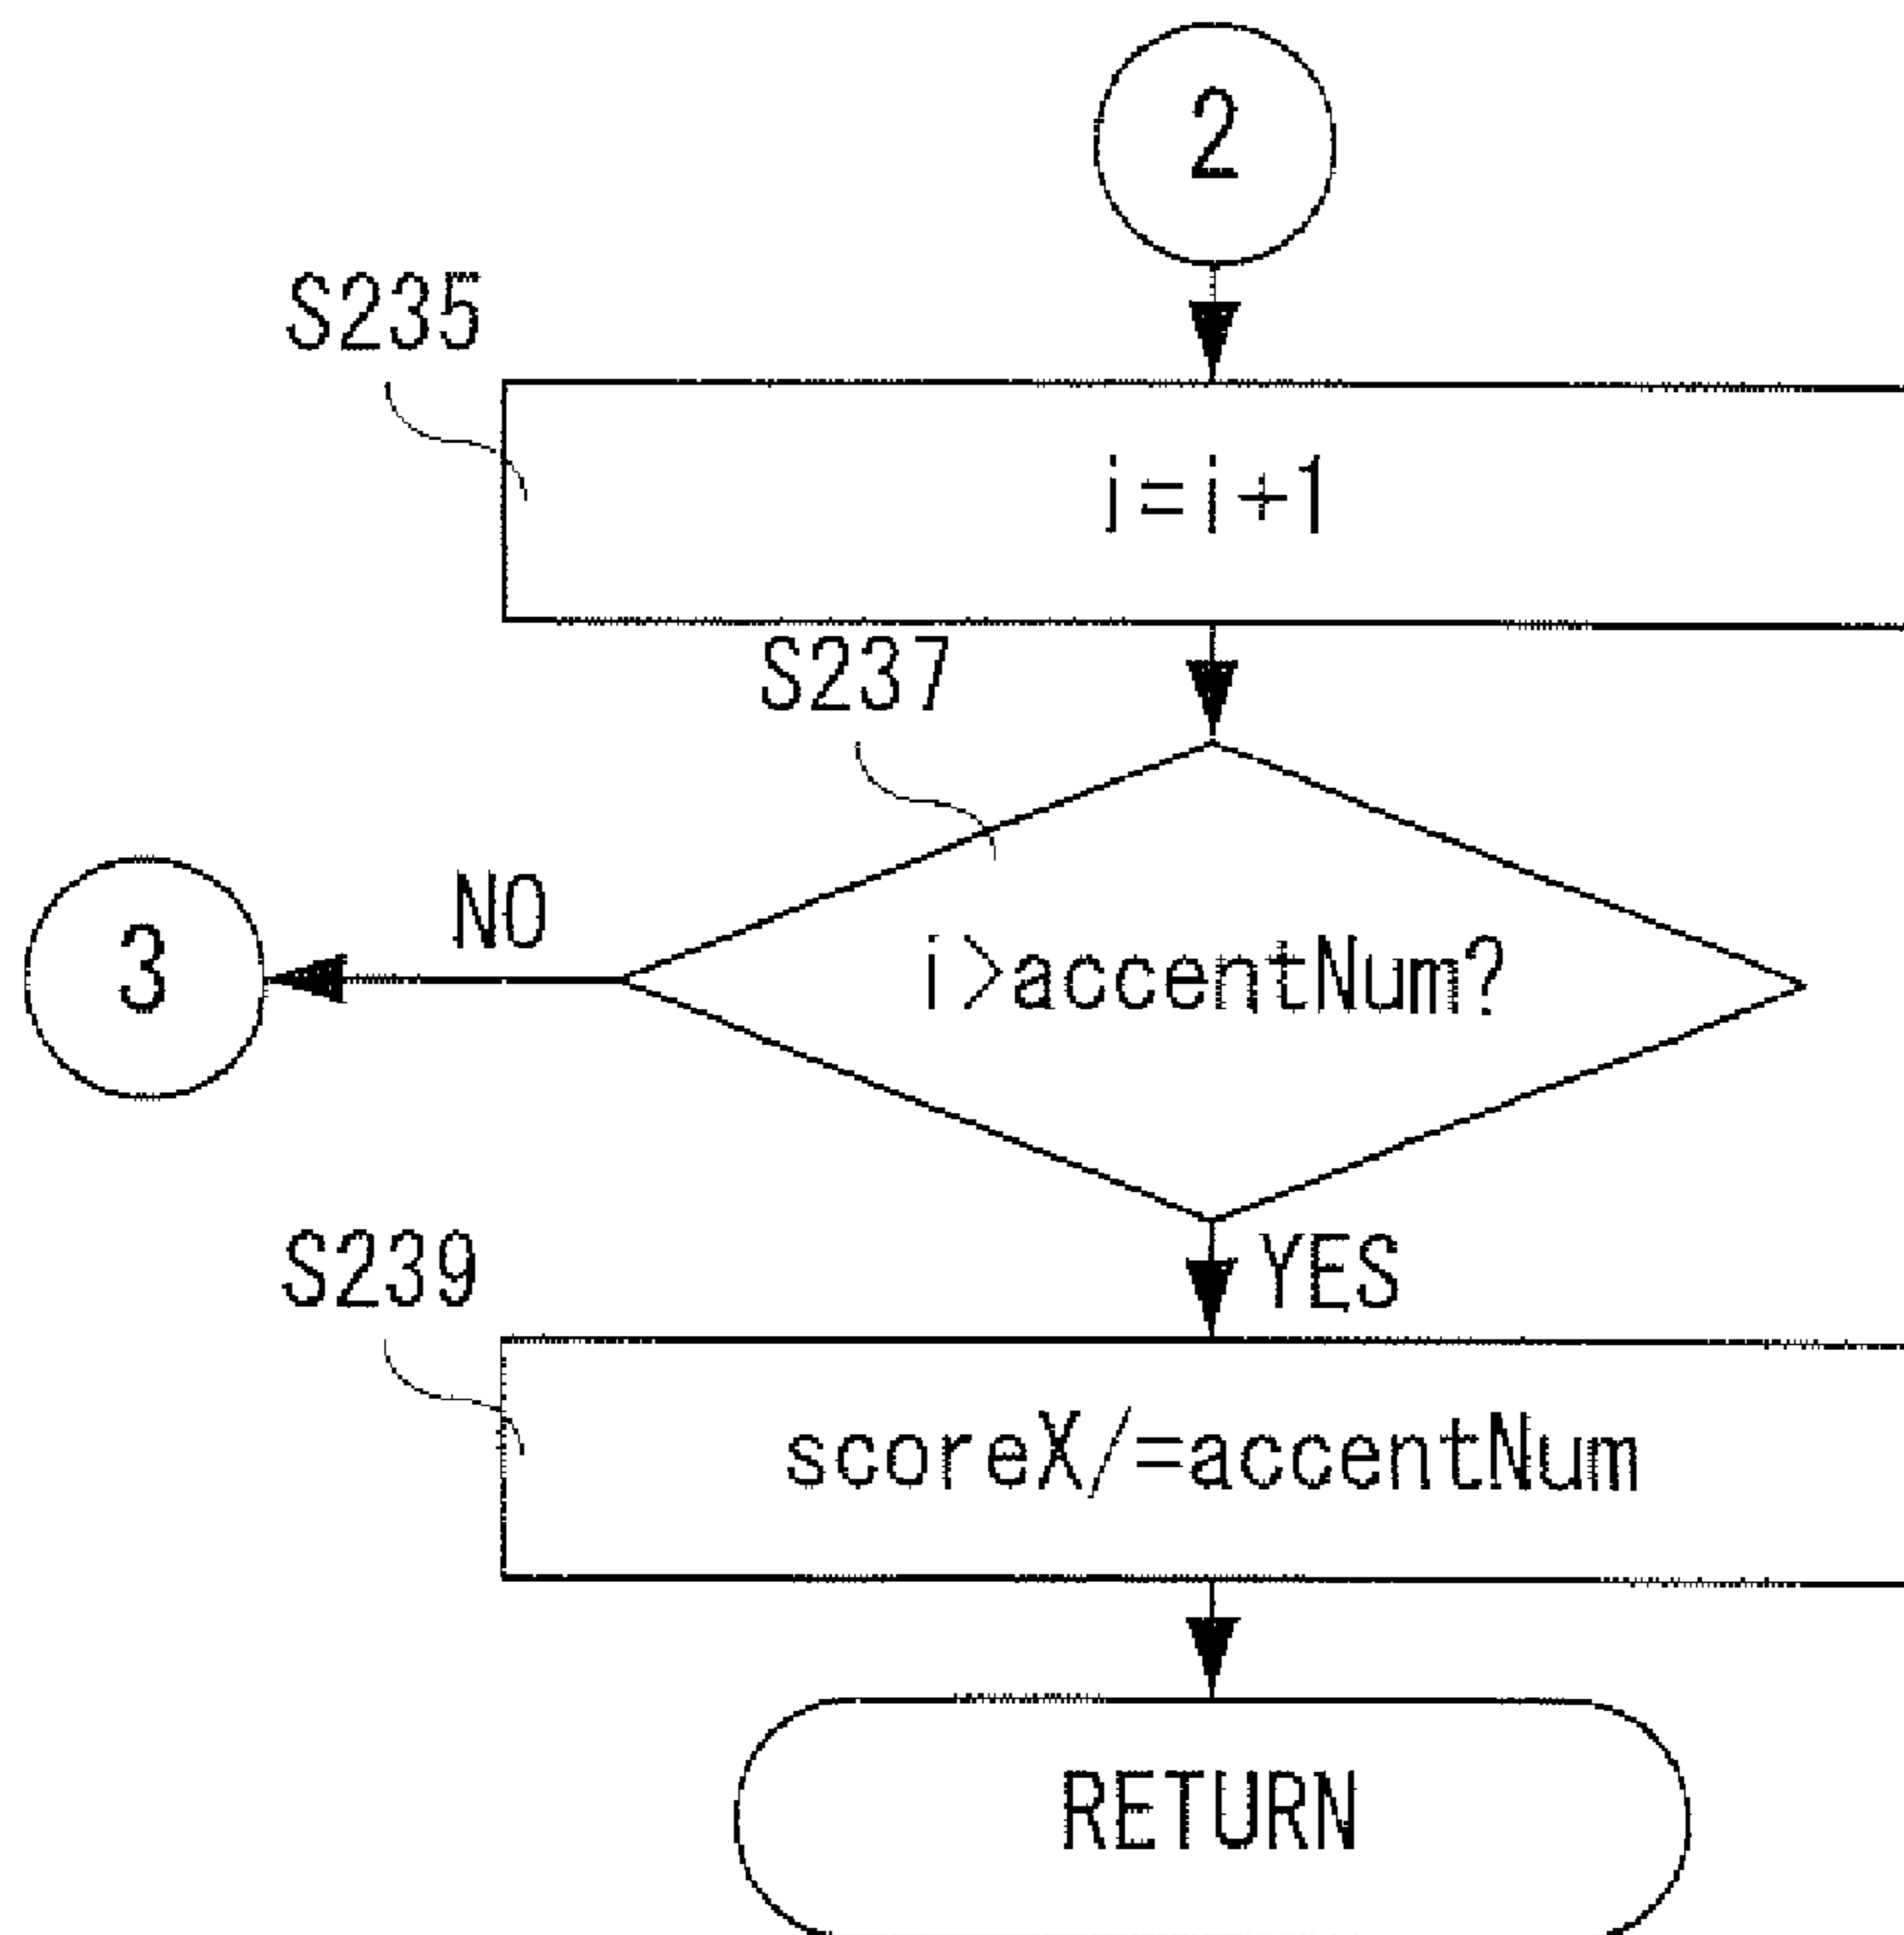 2
S235
j=i+1
S237
NO
3
i>accentNum?
S239
YES
scoreX/=accentNum
RETURN